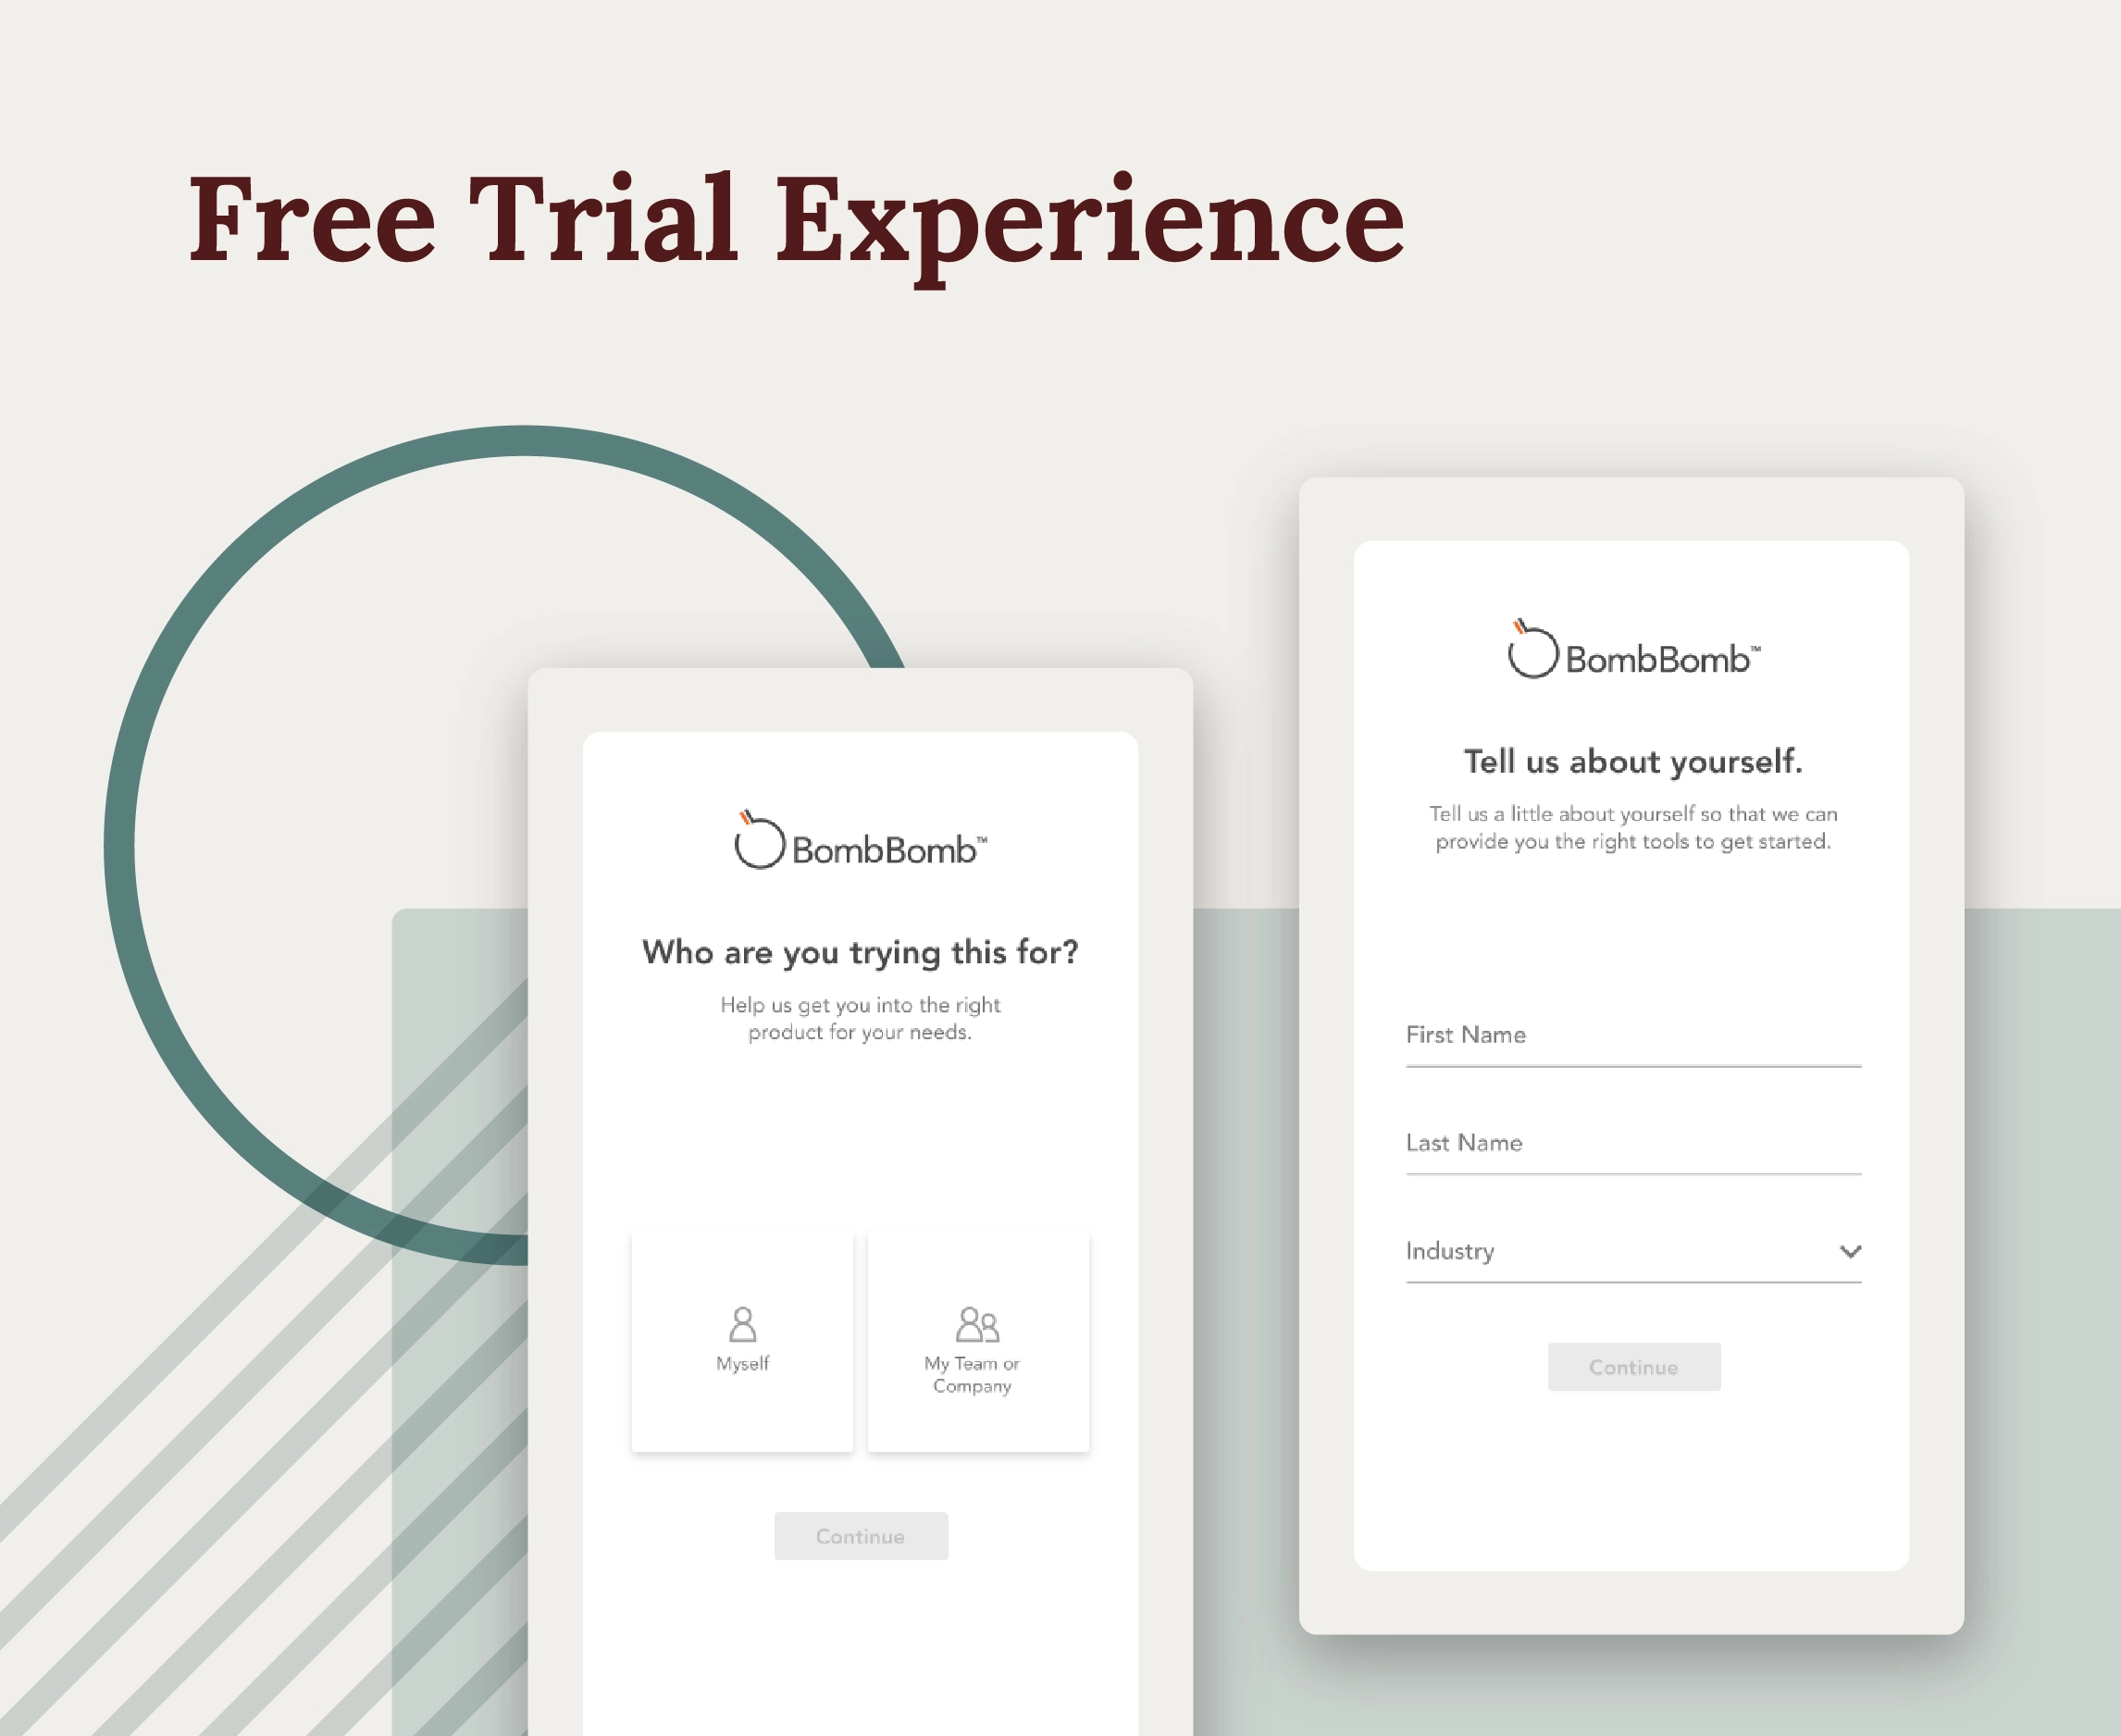 Free Trial Experience
BombBomb™
Who are you trying this for?
Help us get you into the right
product for your needs.
Myself
My Team or
Company
Continue
BombBomb™
Tell us about yourself.
Tell us a little about yourself so that we can
provide you the right tools to get started.
First Name
Last Name
Industry
Continue